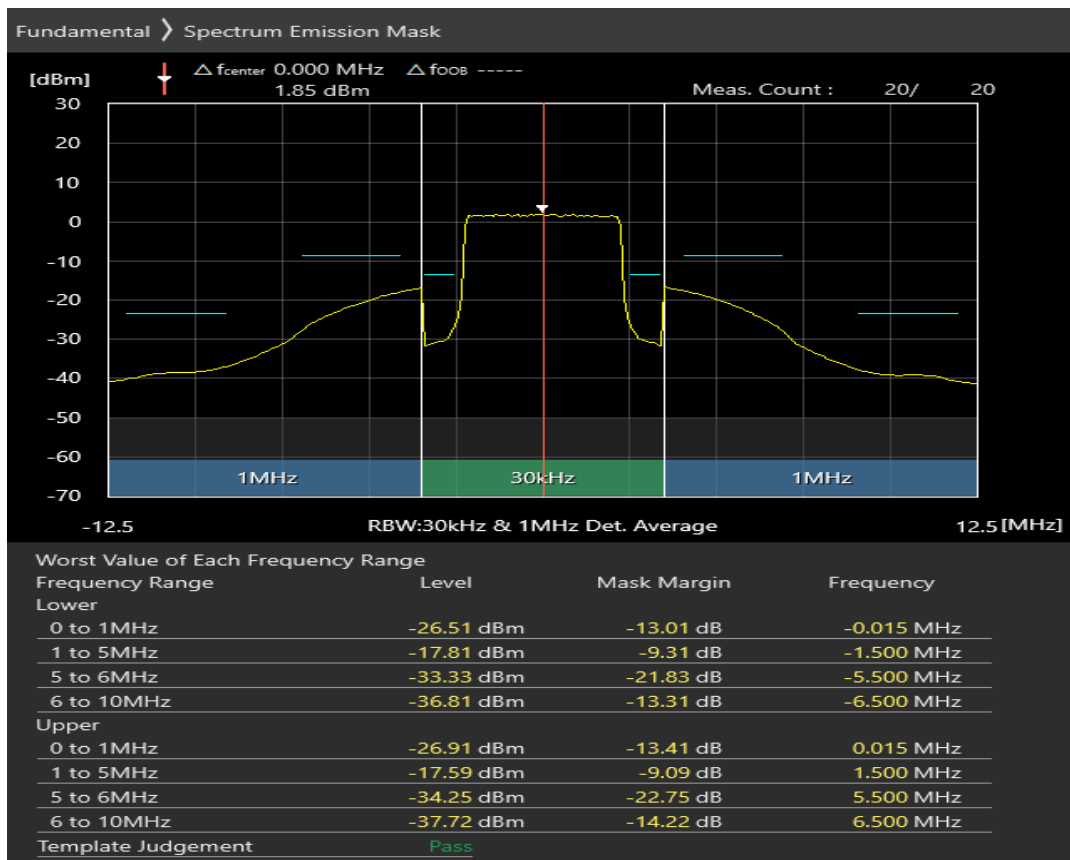 Fundamental ❯ Spectrum Emission Mask
[dBm] △ fcenter 0.000 MHz △ fOOB -----
1.85 dBm Meas. Count : 20/ 20
30
20
10
0
-10
-20
-30
-40
-50
-60
1MHz 30kHz 1MHz
-70
-12.5 RBW:30kHz & 1MHz Det. Average 12.5 [MHz]
Worst Value of Each Frequency Range
Frequency Range Level Mask Margin Frequency
Lower
0 to 1MHz -26.51 dBm -13.01 dB -0.015 MHz
1 to 5MHz -17.81 dBm -9.31 dB -1.500 MHz
5 to 6MHz -33.33 dBm -21.83 dB -5.500 MHz
6 to 10MHz -36.81 dBm -13.31 dB -6.500 MHz
Upper
0 to 1MHz -26.91 dBm -13.41 dB 0.015 MHz
1 to 5MHz -17.59 dBm -9.09 dB 1.500 MHz
5 to 6MHz -34.25 dBm -22.75 dB 5.500 MHz
6 to 10MHz -37.72 dBm -14.22 dB 6.500 MHz
Template Judgement Pass